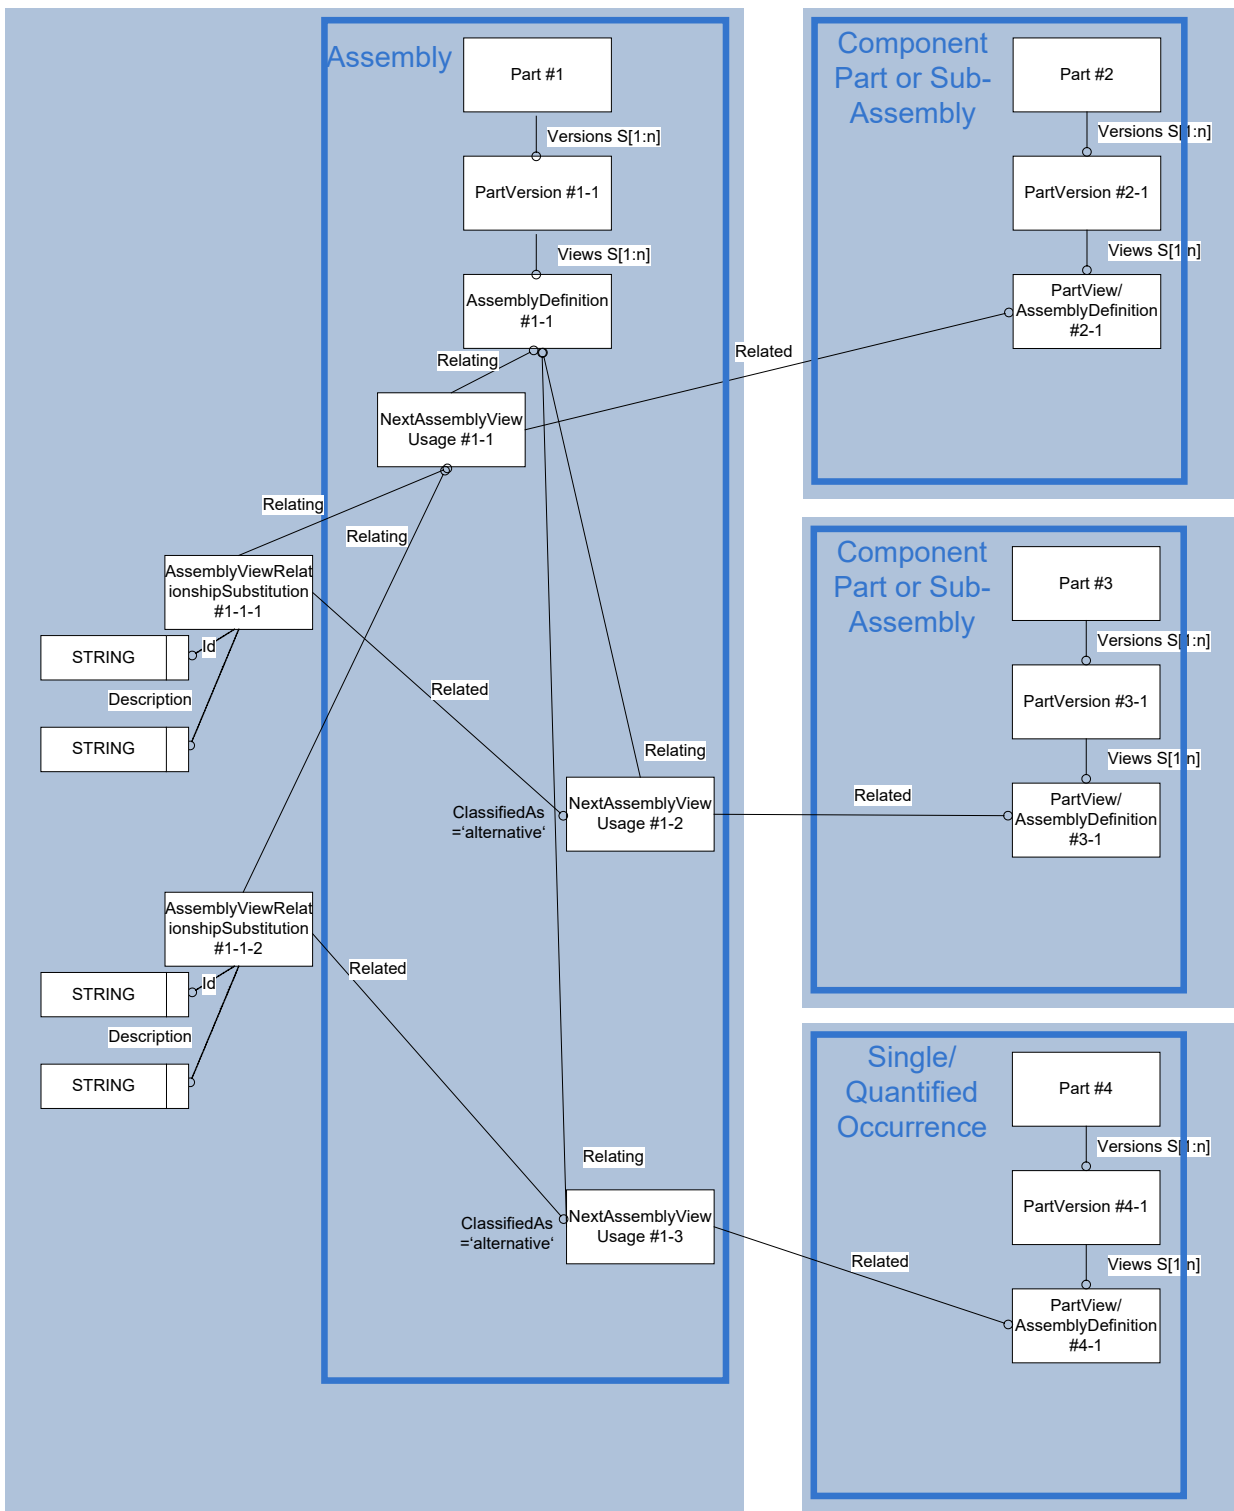 Assembly
Part #1
Versions S[1:n]
PartVersion #1-1
Views S[1:n]
AssemblyDefinition
#1-1
Relating
NextAssemblyView
Usage #1-1
Related
Relating
Relating
AssemblyViewRelat
ionshipSubstitution
#1-1-1
STRING
Id
Description
STRING
Related
Relating
ClassifiedAs
=‘alternative‘
NextAssemblyView
Usage #1-2
Related
AssemblyViewRelat
ionshipSubstitution
#1-1-2
STRING
Id
Description
STRING
Related
Relating
ClassifiedAs
=‘alternative‘
NextAssemblyView
Usage #1-3
Related
Component
Part or Sub-
Assembly
Part #2
Versions S[1:n]
PartVersion #2-1
Views S[1:n]
PartView/
AssemblyDefinition
#2-1
Component
Part or Sub-
Assembly
Part #3
Versions S[1:n]
PartVersion #3-1
Views S[1:n]
PartView/
AssemblyDefinition
#3-1
Single/
Quantified
Occurrence
Part #4
Versions S[1:n]
PartVersion #4-1
Views S[1:n]
PartView/
AssemblyDefinition
#4-1